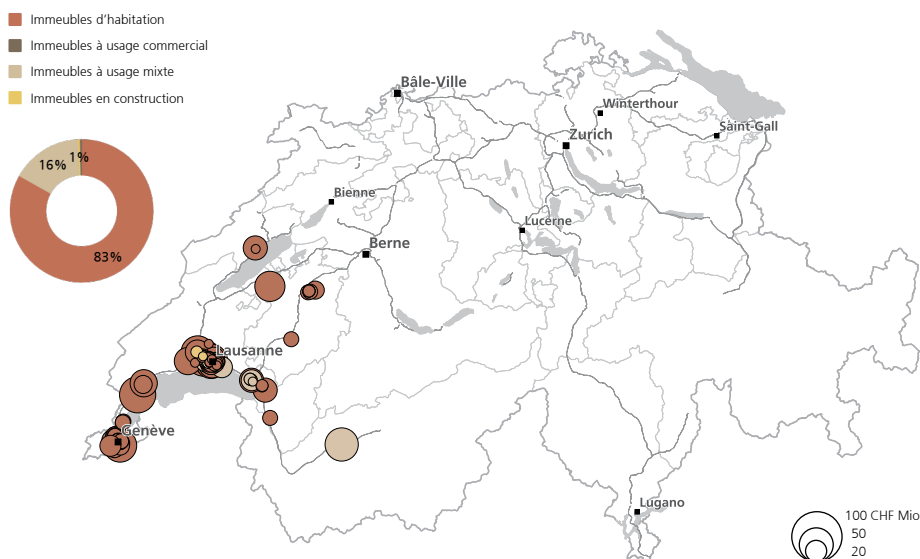 Immeubles d'habitation
Immeubles à usage commercial
Immeubles à usage mixte
Immeubles en construction
16%
1%
83%
Bâle-Ville
Winterthour
Saint-Gall
Zurich
Bienne
Lucerne
Berne
Lausanne
Genève
Lugano
100 CHF Mio
50
20